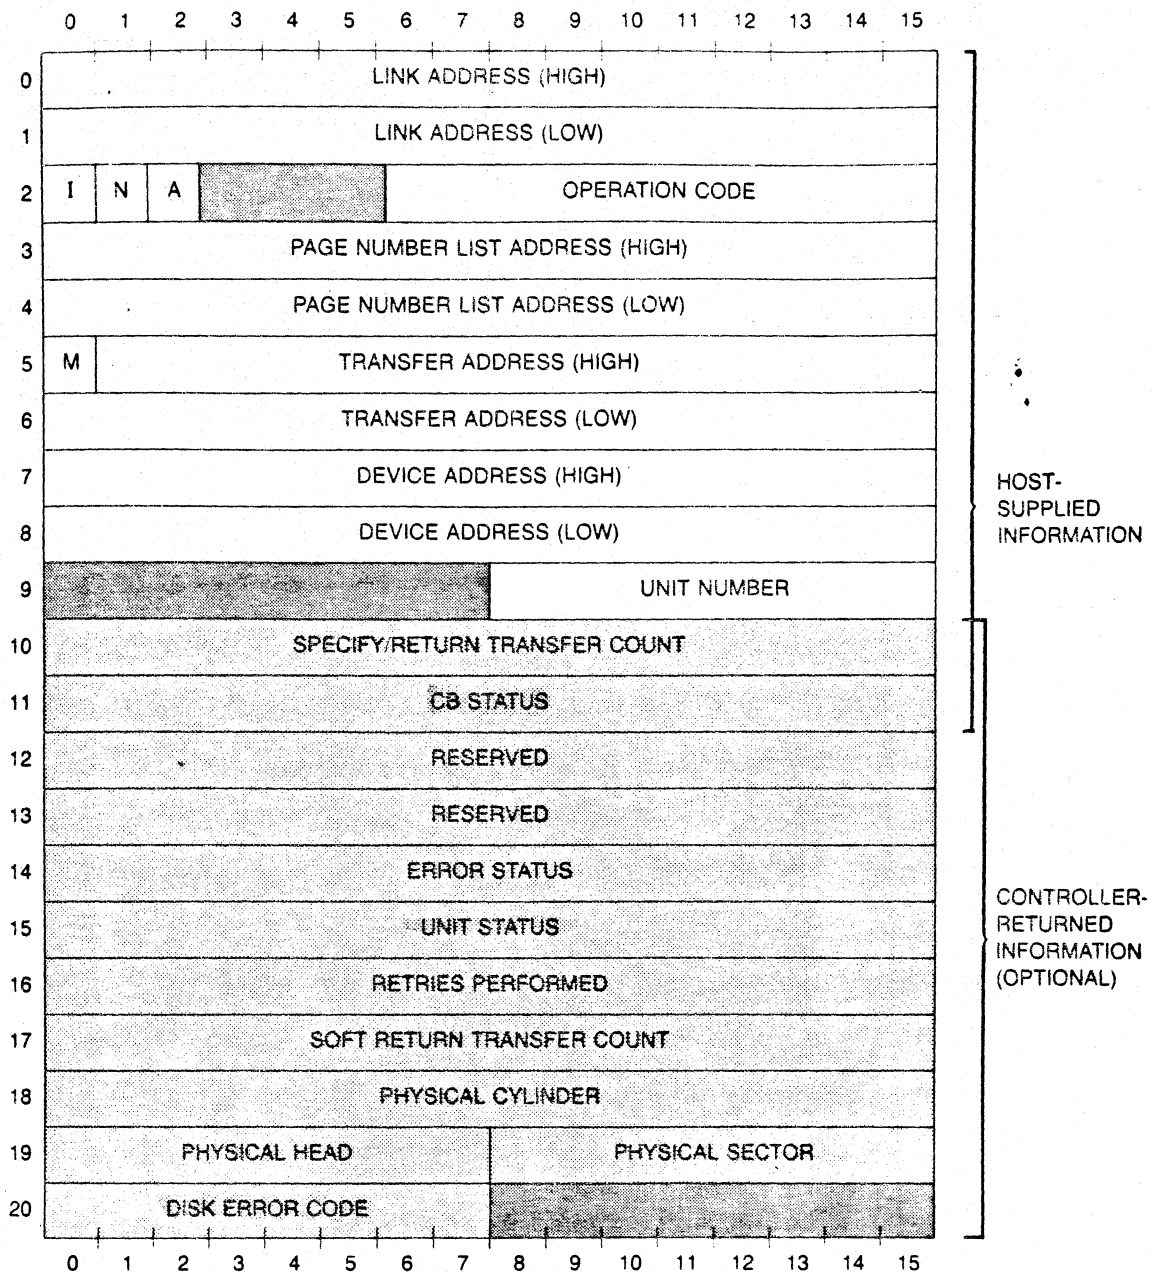 0 1 2 3 4 5 6 7 8 9 10 11 12 13 14 15
0 LINK ADDRESS (HIGH)
1 LINK ADDRESS (LOW)
2 I N A OPERATION CODE
3 PAGE NUMBER LIST ADDRESS (HIGH)
4 PAGE NUMBER LIST ADDRESS (LOW)
5 M TRANSFER ADDRESS (HIGH)
6 TRANSFER ADDRESS (LOW)
7 DEVICE ADDRESS (HIGH)
8 DEVICE ADDRESS (LOW)
HOST-
SUPPLIED
INFORMATION
9 UNIT NUMBER
10 SPECIFY/RETURN TRANSFER COUNT
11 CB STATUS
12 RESERVED
13 RESERVED
14 ERROR STATUS
15 UNIT STATUS
CONTROLLER-
RETURNED
INFORMATION
(OPTIONAL)
16 RETRIES PERFORMED
17 SOFT RETURN TRANSFER COUNT
18 PHYSICAL CYLINDER
19 PHYSICAL HEAD PHYSICAL SECTOR
20 DISK ERROR CODE
0 1 2 3 4 5 6 7 8 9 10 11 12 13 14 15